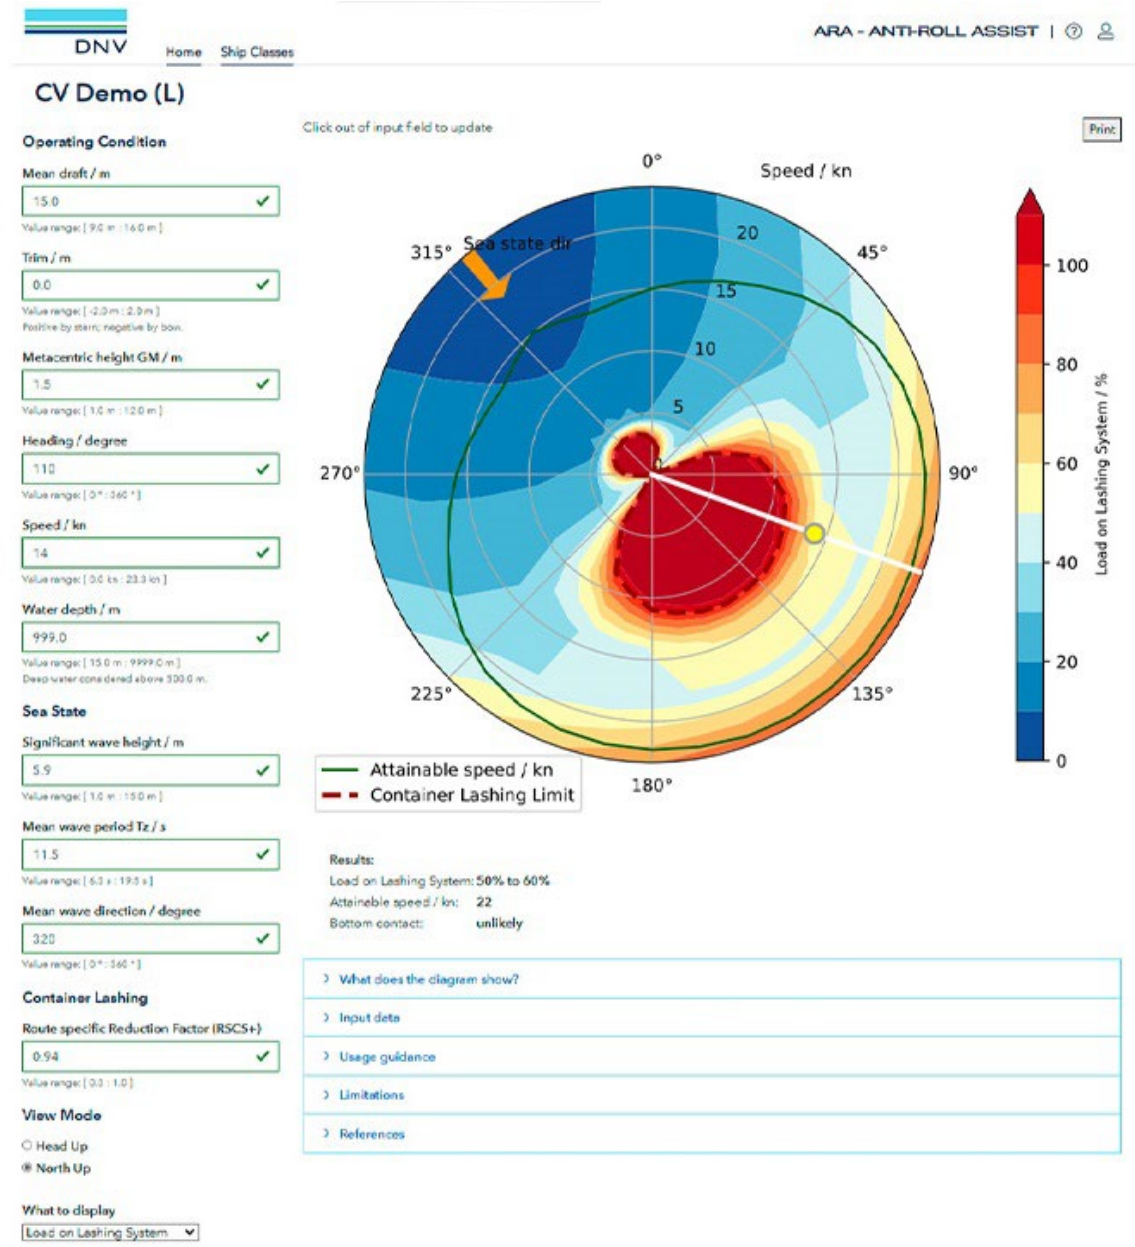 DNV
Home Ship Classes
ARA - ANTI-ROLL ASSIST |
CV Demo (L)
Operating Condition
Mean draft / m
15.0
Value range: [ 9.0 m : 16.0 m ]
Trim / m
0.0
Value range: [ -2.0 m : 2.0 m ]
Positive by stern; negative by bow.
Metacentric height GM / m
1.5
Value range: [ 1.0 m : 12.0 m ]
Heading / degree
110
Value range: [ 0 ° : 360 ° ]
Speed / kn
14
Value range: [ 0.0 kn : 23.3 kn ]
Water depth / m
999.0
Value range: [ 15.0 m : 9999.0 m ]
Deep water considered above 500.0 m.
Sea State
Significant wave height / m
5.9
Value range: [ 1.0 m : 15.0 m ]
Mean wave period Tz / s
11.5
Value range: [ 6.3 s : 19.5 s ]
Mean wave direction / degree
320
Value range: [ 0 ° : 360 ° ]
Container Lashing
Route specific Reduction Factor (RSCS+)
0.94
Value range: [ 0.3 : 1.0 ]
View Mode
Head Up
North Up
What to display
Load on Lashing System
Click out of input field to update
Print
0°
Speed / kn
315°
Sea state dir
20
45°
15
10
5
0
270°
90°
225°
135°
180°
Attainable speed / kn
Container Lashing Limit
100
80
60
40
20
0
Load on Lashing System / %
Results:
Load on Lashing System: 50% to 60%
Attainable speed / kn: 22
Bottom contact: unlikely
What does the diagram show?
Input data
Usage guidance
Limitations
References